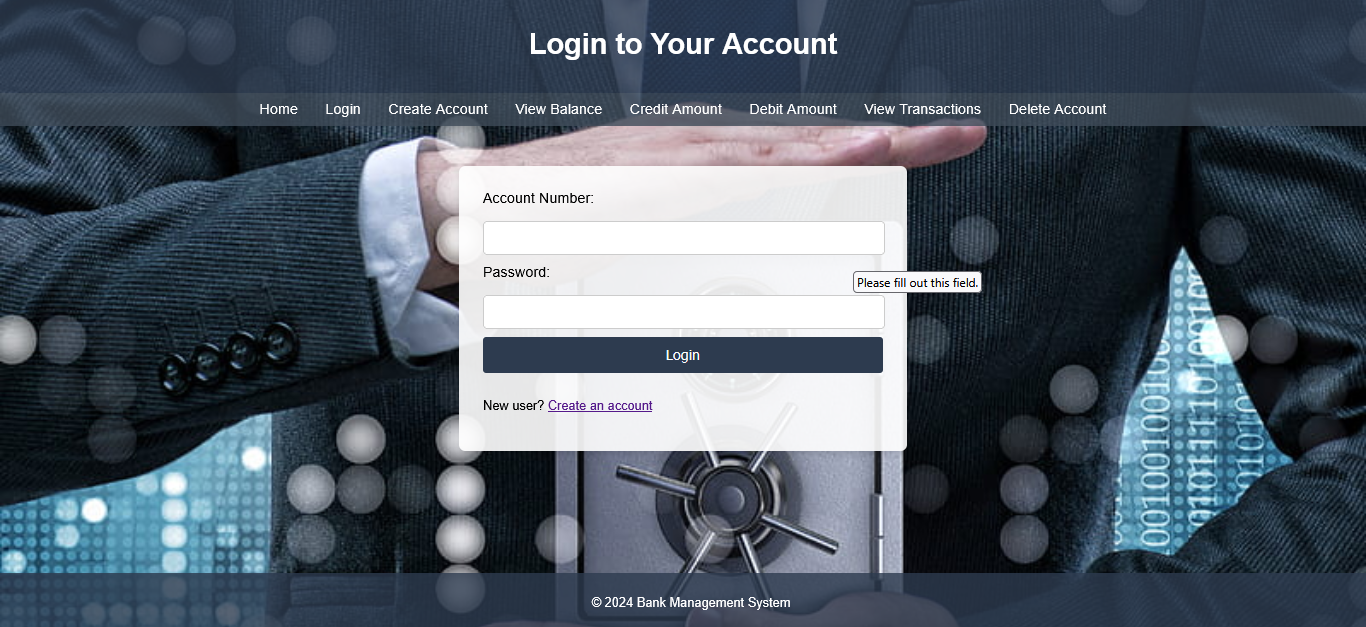 Login to Your Account
Home Login Create Account View Balance Credit Amount Debit Amount View Transactions Delete Account
Account Number:
Password:
Please fill out this field.
Login
New user? Create an account
© 2024 Bank Management System